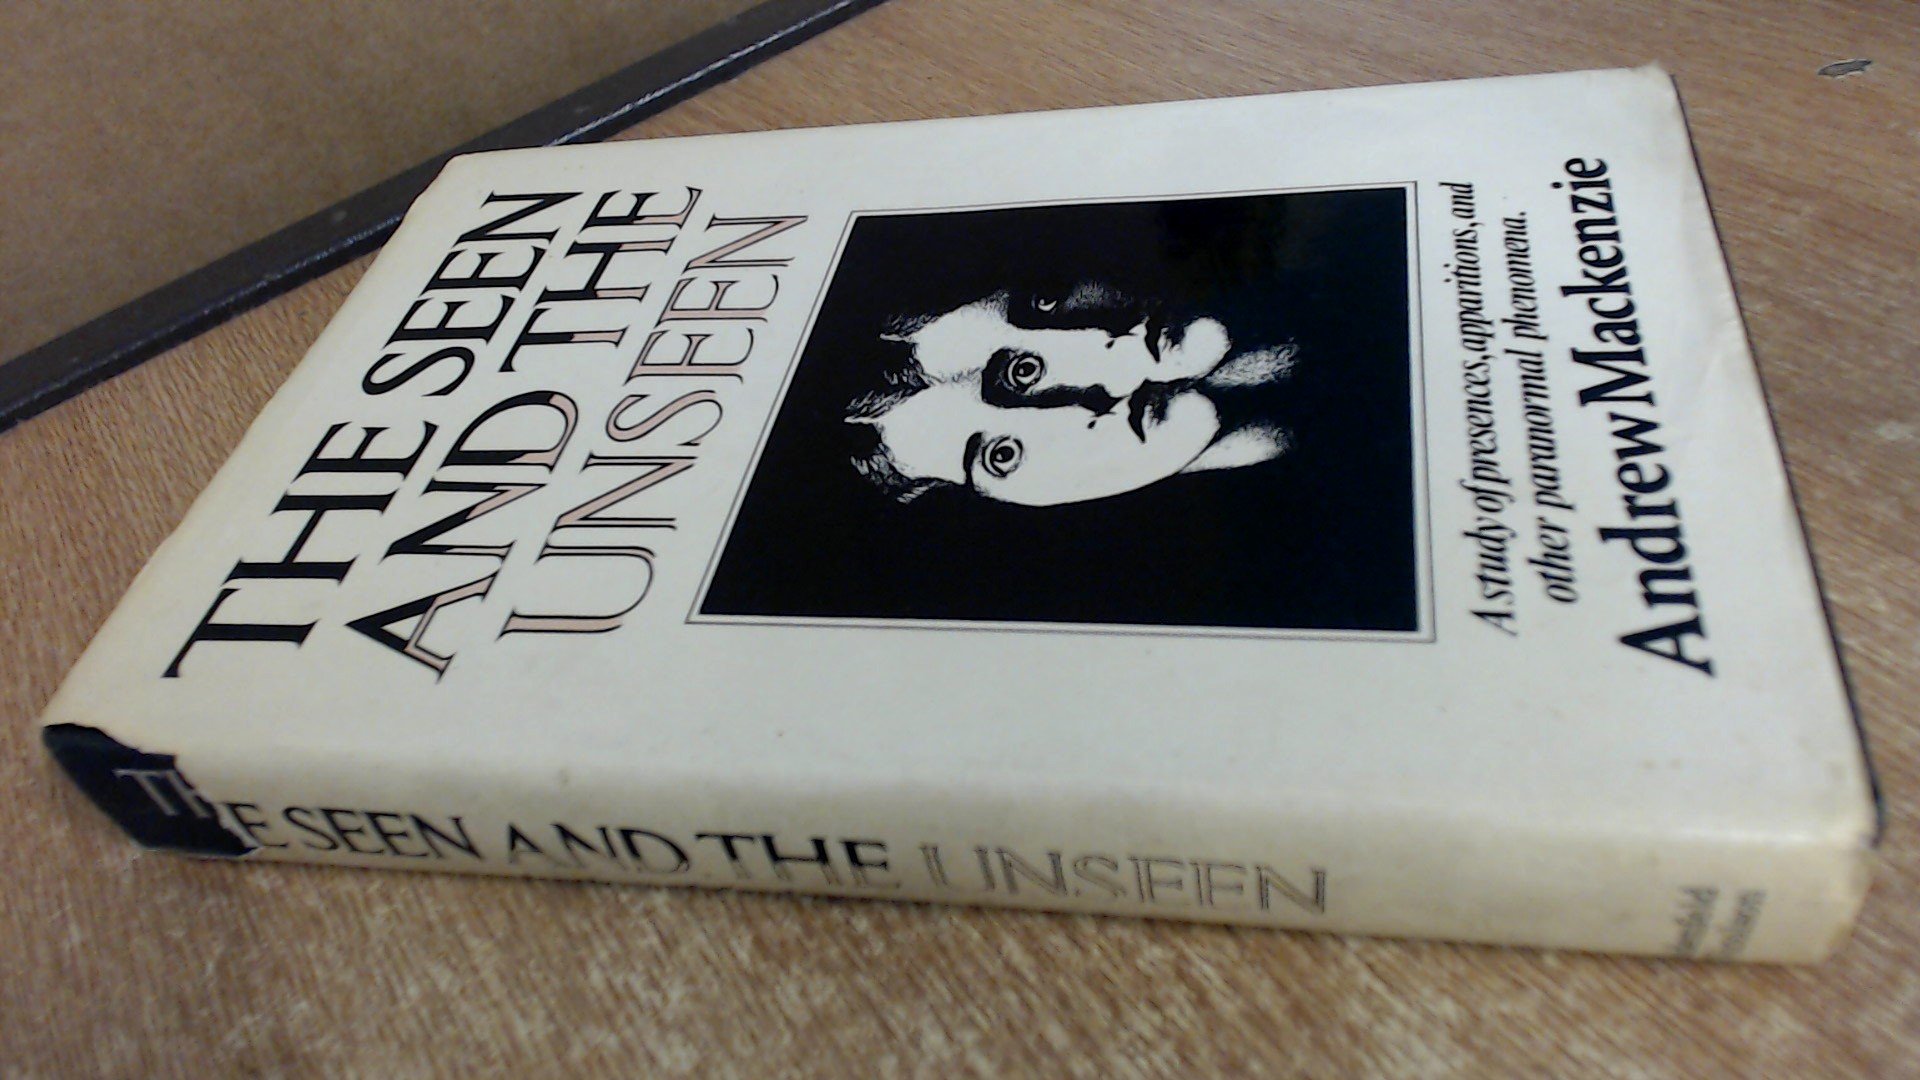 THE SEEN
AND THE
UNSEEN
A study of presences, apparitions, and
other paranormal phenomena.
Andrew Mackenzie
THE SEEN AND THE UNSEEN